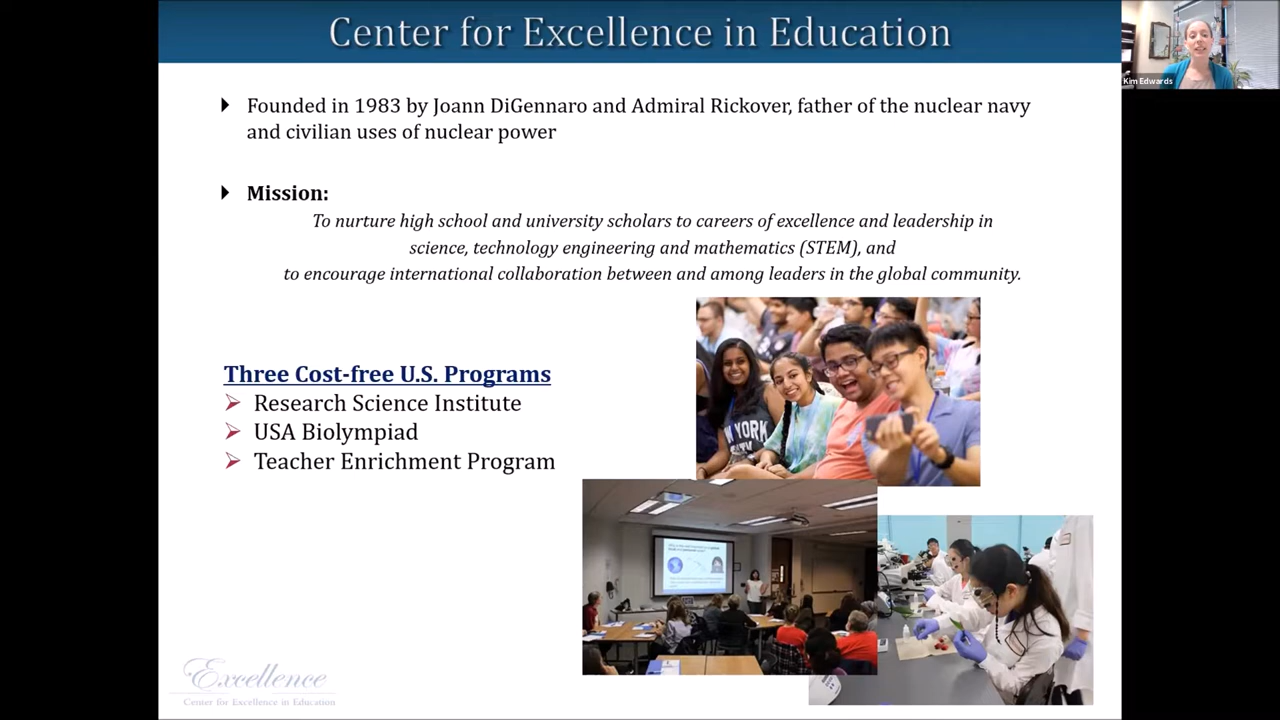 Center for Excellence in Education
Kim Edwards
Founded in 1983 by Joann DiGennaro and Admiral Rickover, father of the nuclear navy
and civilian uses of nuclear power
Mission:
To nurture high school and university scholars to careers of excellence and leadership in
science, technology engineering and mathematics (STEM), and
to encourage international collaboration between and among leaders in the global community.
Three Cost-free U.S. Programs
Research Science Institute
USA Biolympiad
Teacher Enrichment Program
NEW YORK
Excellence
Center for Excellence in Education